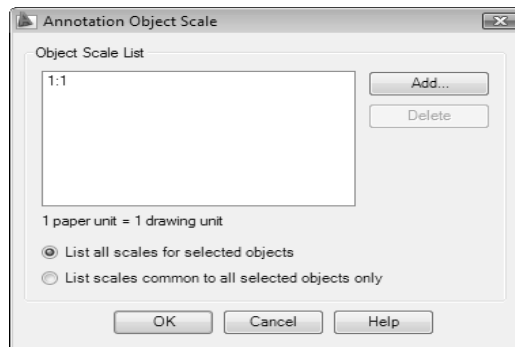 Annotation Object Scale
Object Scale List
1:1
Add...
Delete
1 paper unit = 1 drawing unit
List all scales for selected objects
List scales common to all selected objects only
OK Cancel Help